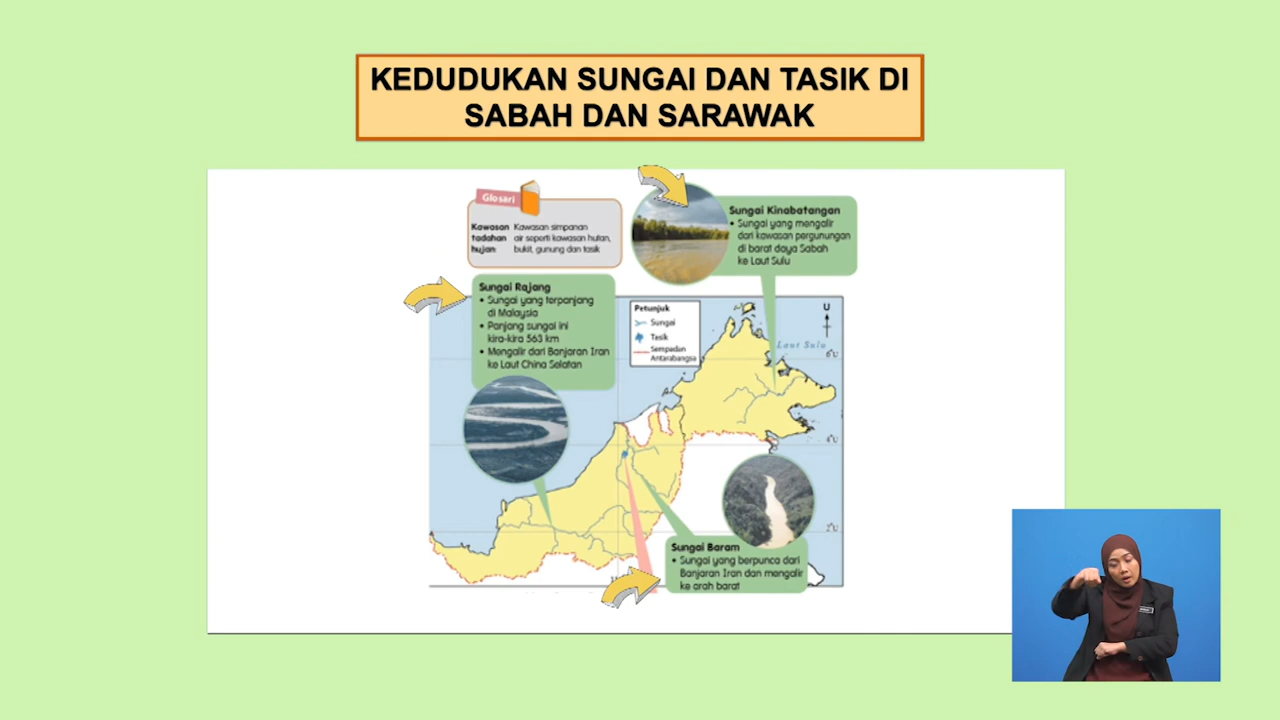 KEDUDUKAN SUNGAI DAN TASIK DI
SABAH DAN SARAWAK
Glosari
Kawasan tadahan hujan
Kawasan simpanan
air seperti kawasan hutan,
bukit, gunung dan tasik
Sungai Kinabatangan
• Sungai yang mengalir
dari kawasan pergunungan
di barat daya Sabah
ke Laut Sulu
Sungai Rajang
• Sungai yang terpanjang
di Malaysia
• Panjang sungai ini
kira-kira 563 km
• Mengalir dari Banjaran Iran
ke Laut China Selatan
Petunjuk
Sungai
Tasik
Sempadan
Antarabangsa
U
Laut Sulu
6°U
4°U
2°U
Sungai Baram
• Sungai yang berpunca dari
Banjaran Iran dan mengalir
ke arah barat